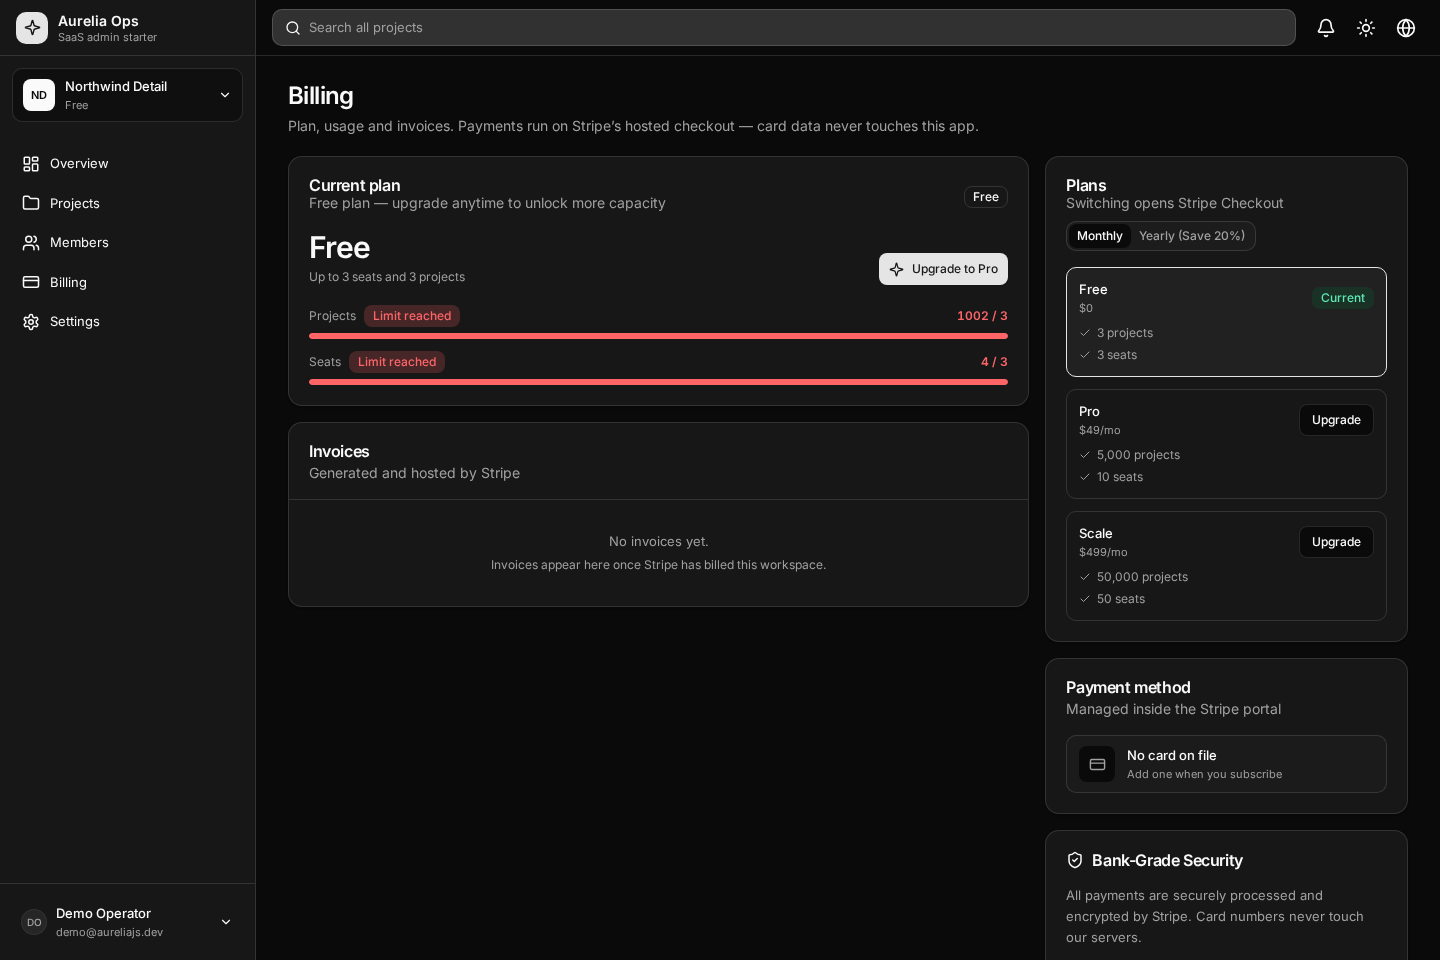 Aurelia Ops
SaaS admin starter
Search all projects
ND
Northwind Detail
Free
Overview
Projects
Members
Billing
Settings
DO
Demo Operator
demo@aureliajs.dev
Billing
Plan, usage and invoices. Payments run on Stripe’s hosted checkout — card data never touches this app.
Current plan
Free plan — upgrade anytime to unlock more capacity
Free
Free
Up to 3 seats and 3 projects
Upgrade to Pro
Projects Limit reached 1002 / 3
Seats Limit reached 4 / 3
Invoices
Generated and hosted by Stripe
No invoices yet.
Invoices appear here once Stripe has billed this workspace.
Plans
Switching opens Stripe Checkout
Monthly Yearly (Save 20%)
Free
$0
Current
3 projects
3 seats
Pro
$49/mo
Upgrade
5,000 projects
10 seats
Scale
$499/mo
Upgrade
50,000 projects
50 seats
Payment method
Managed inside the Stripe portal
No card on file
Add one when you subscribe
Bank-Grade Security
All payments are securely processed and
encrypted by Stripe. Card numbers never touch
our servers.